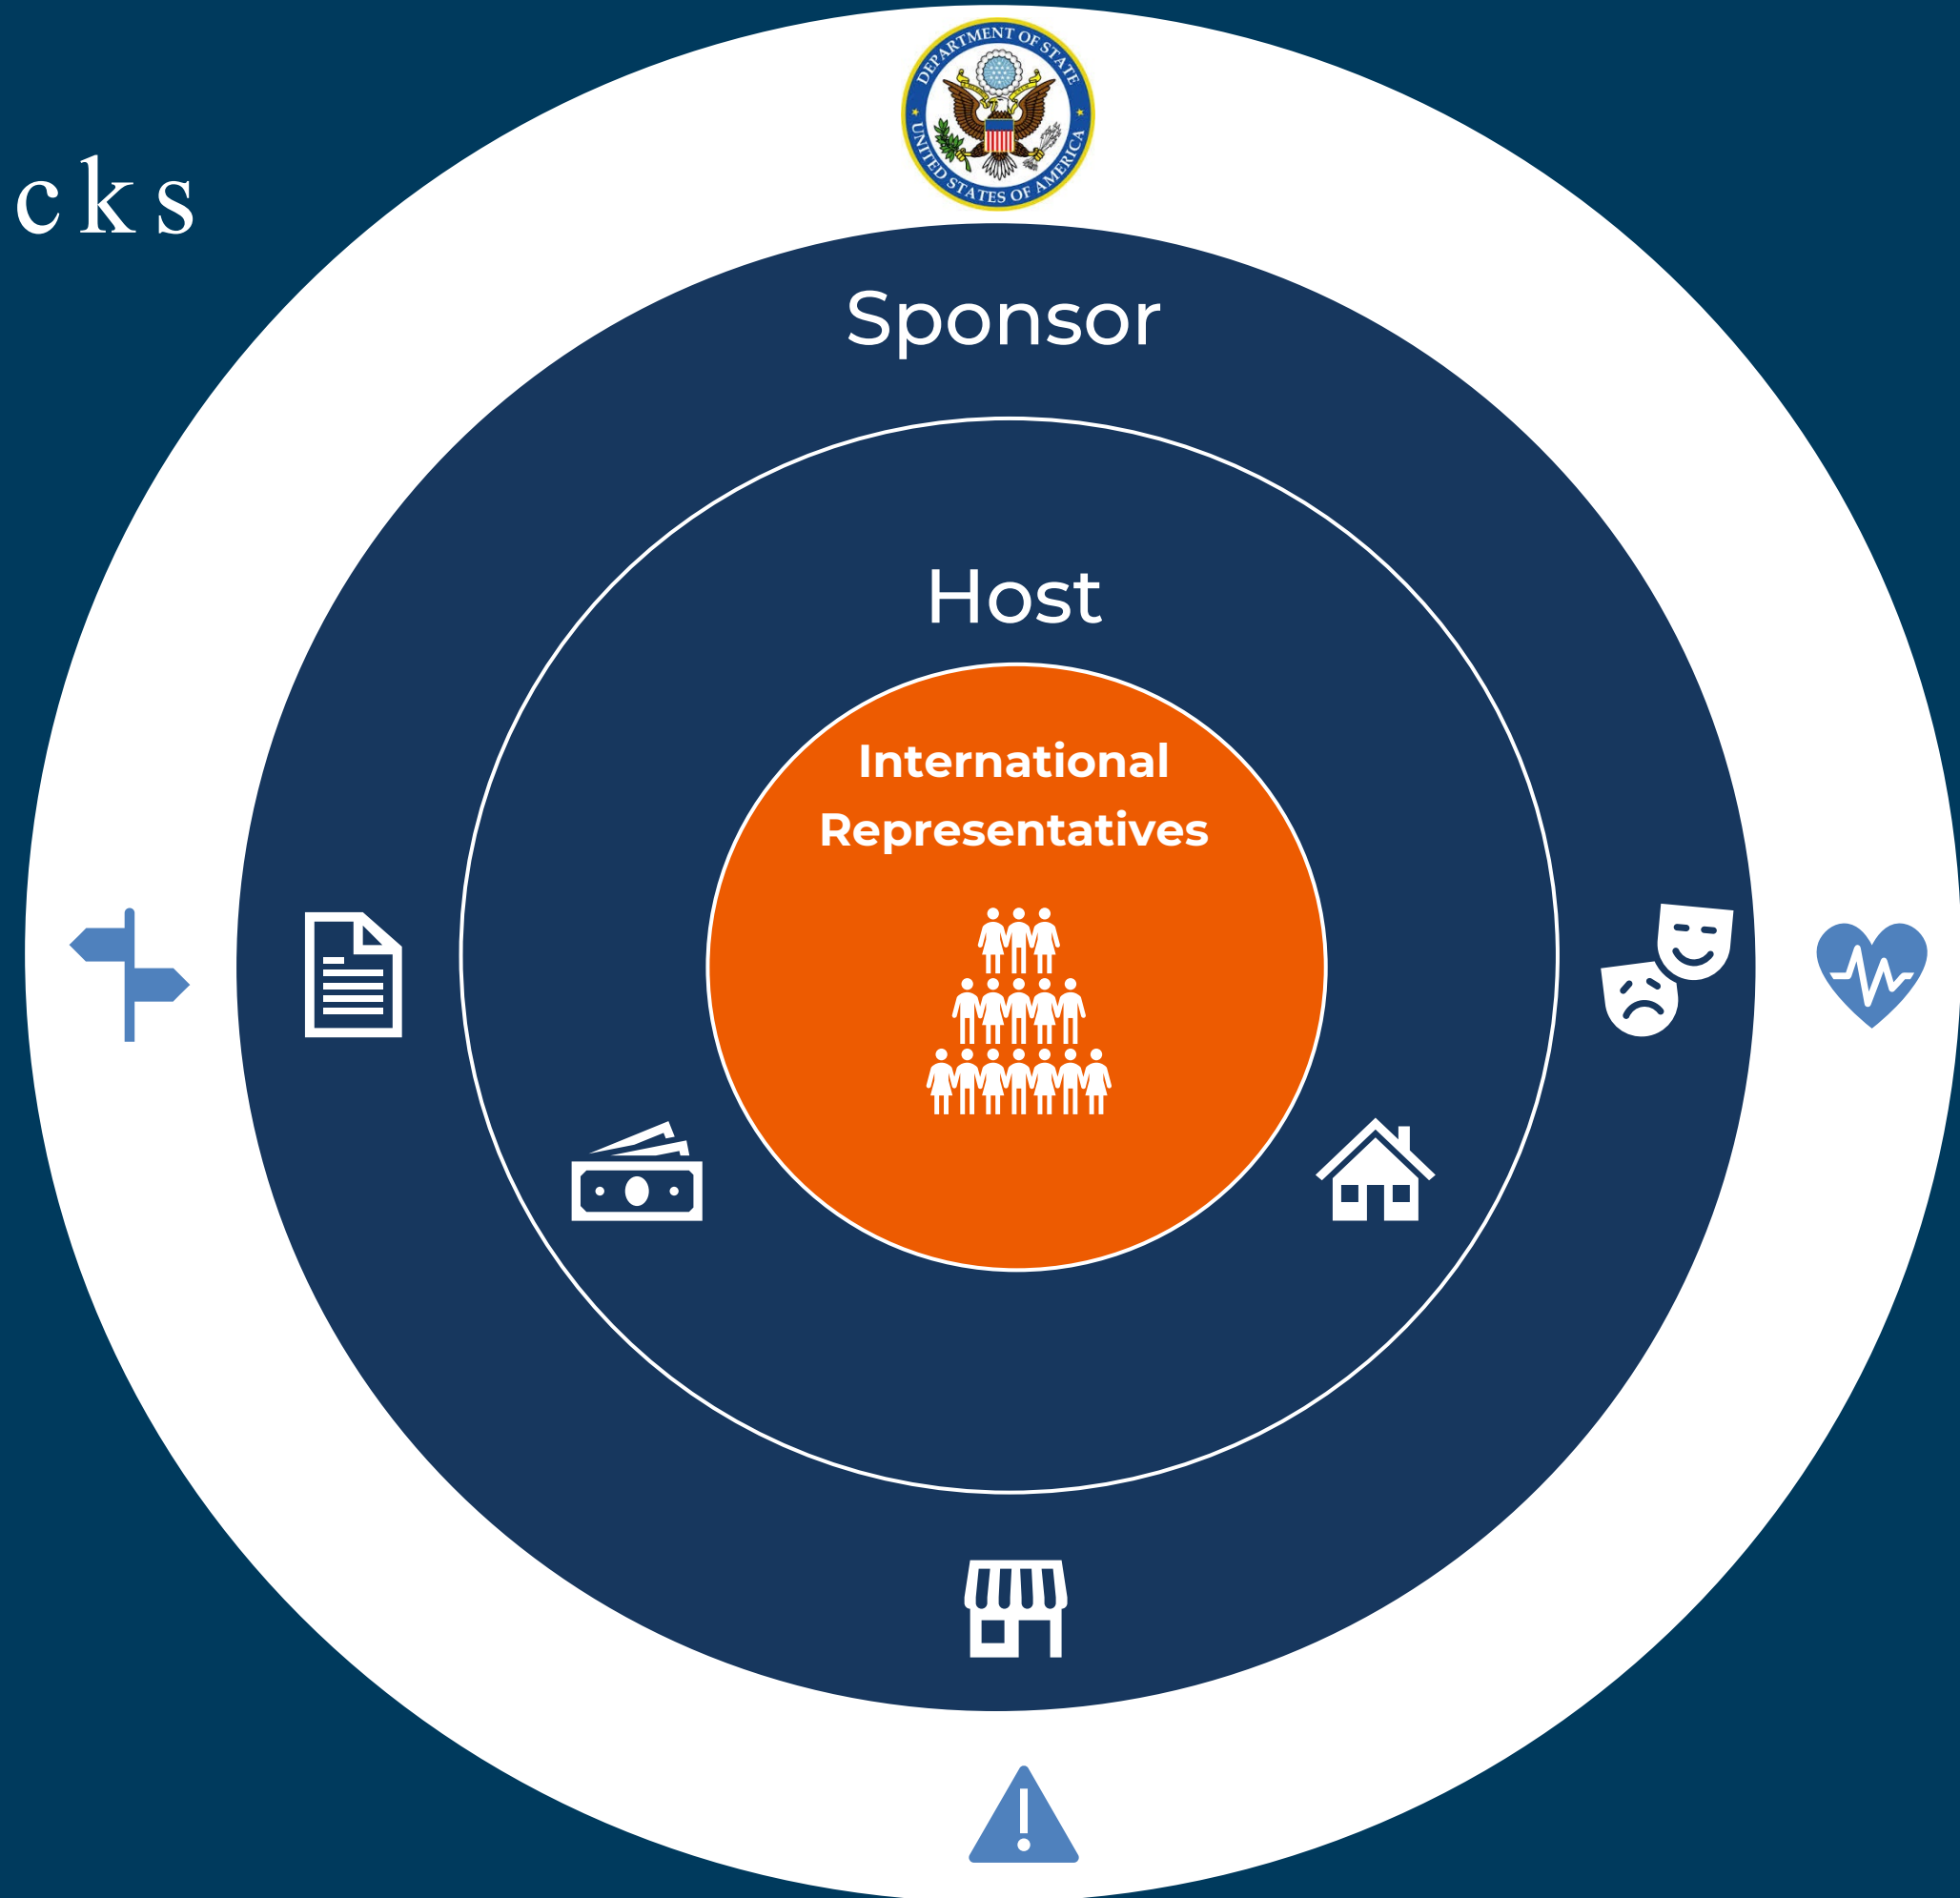 DEPARTMENT OF STATE
UNITED STATES OF AMERICA
cks
Sponsor
Host
International
Representatives